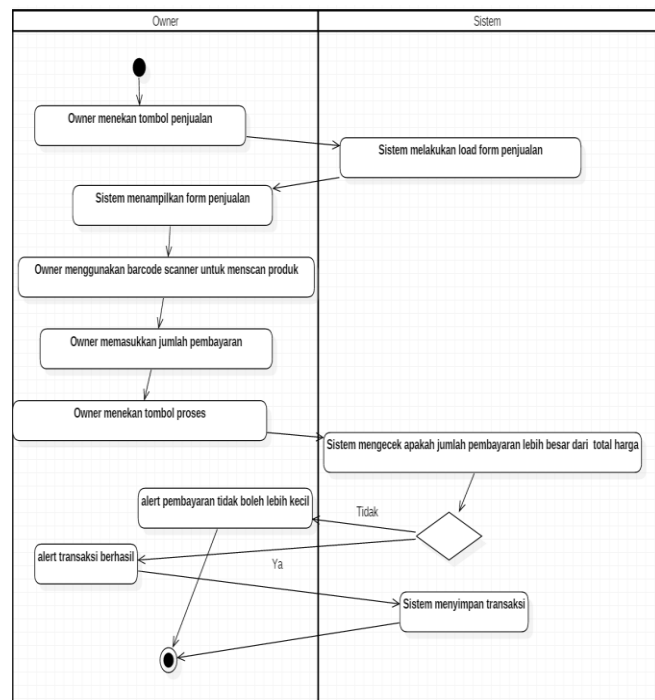 Owner
Sistem
Owner menekan tombol penjualan
Sistem melakukan load form penjualan
Sistem menampilkan form penjualan
Owner menggunakan barcode scanner untuk menscan produk
Owner memasukkan jumlah pembayaran
Owner menekan tombol proses
Sistem mengecek apakah jumlah pembayaran lebih besar dari total harga
alert pembayaran tidak boleh lebih kecil
Tidak
alert transaksi berhasil
Ya
Sistem menyimpan transaksi